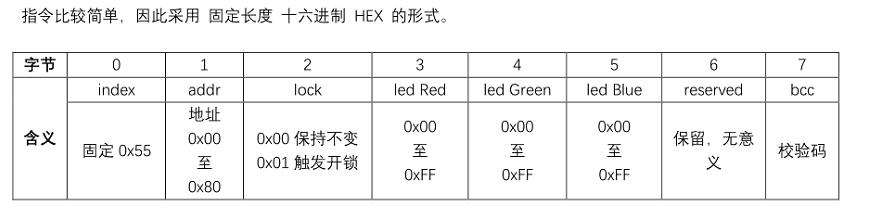 指令比较简单，因此采用 固定长度 十六进制 HEX 的形式。
字节 0 1 2 3 4 5 6 7
含义 index addr lock led Red led Green led Blue reserved bcc
固定 0x55
地址
0x00
至
0x80
0x00 保持不变
0x01 触发开锁
0x00
至
0xFF
0x00
至
0xFF
0x00
至
0xFF
保留，无意
义
校验码